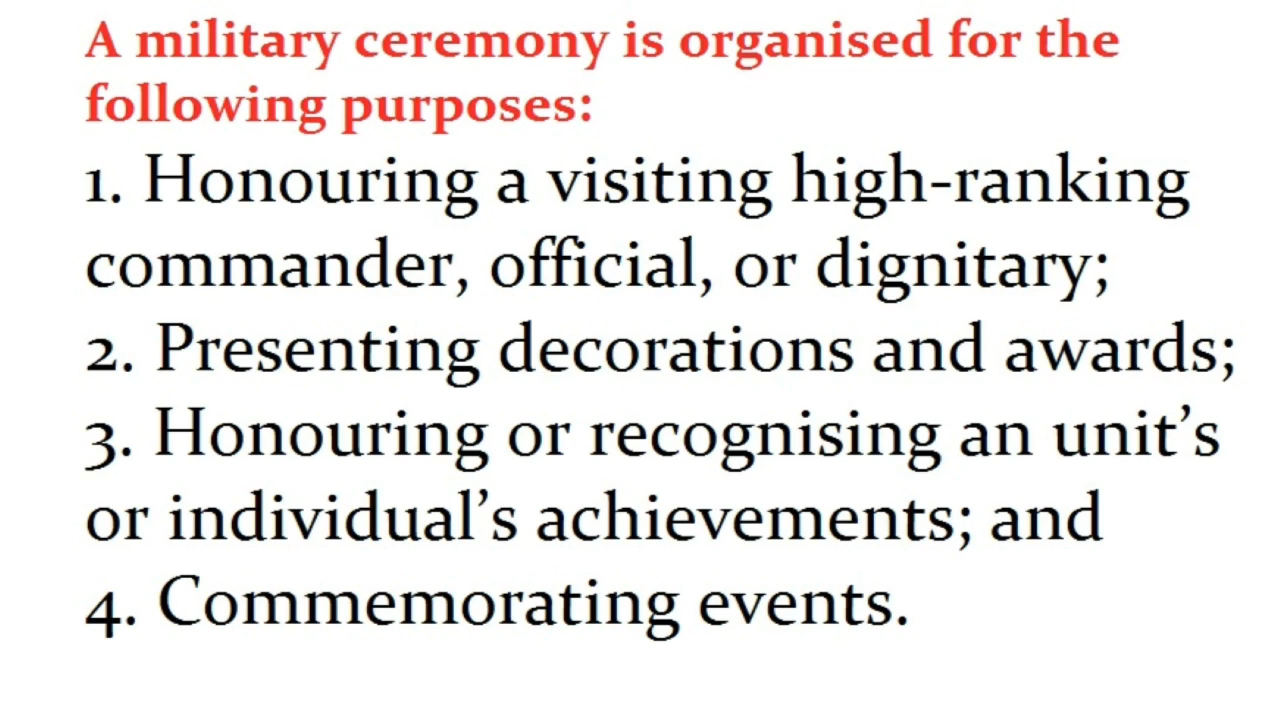 A military ceremony is organised for the
following purposes:
1. Honouring a visiting high-ranking
commander, official, or dignitary;
2. Presenting decorations and awards;
3. Honouring or recognising an unit’s
or individual’s achievements; and
4. Commemorating events.